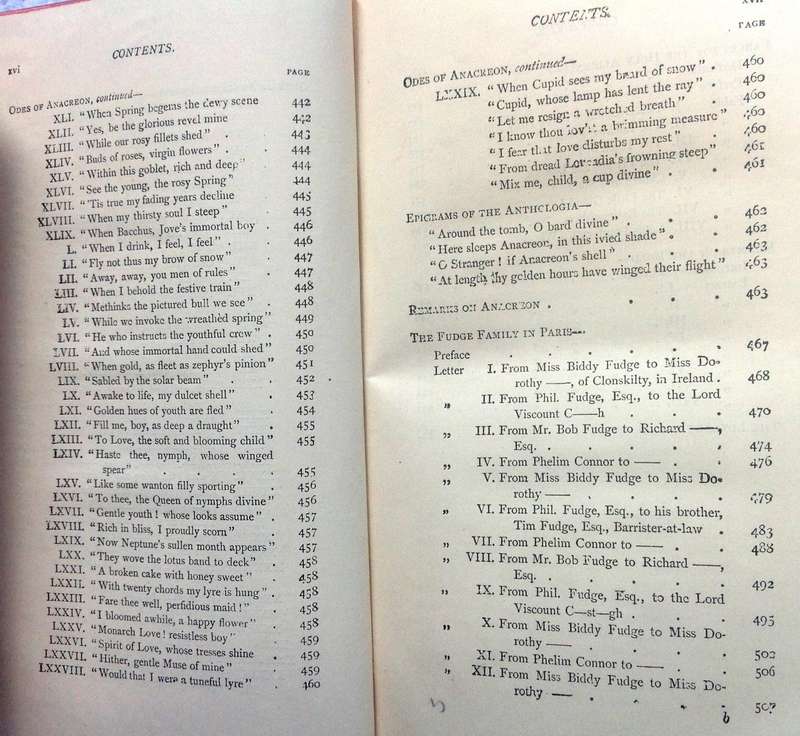 xvi
CONTENTS.
PAGE
ODES OF ANACREON, continued—
XLI. “When Spring begems the dewy scene 442
XLII. “Yes, be the glorious revel mine 442
XLIII. “While our rosy fillets shed” . 443
XLIV. “Buds of roses, virgin flowers” . 444
XLV. “Within this goblet, rich and deep” 444
XLVI. “See the young, the rosy Spring” 444
XLVII. “'Tis true my fading years decline 445
XLVIII. “When my thirsty soul I steep” . 445
XLIX. “When Bacchus, Jove's immortal boy . 446
L. “When I drink, I feel, I feel” . . 446
LI. “Fly not thus my brow of snow” . 447
LII. “Away, away, you men of rules” . 447
LIII. “When I behold the festive train” . 448
LIV. “Methinks the pictured bull we see” . 448
LV. “While we invoke the wreathèd spring” 449
LVI. “He who instructs the youthful crew” . 450
LVII. “And whose immortal hand could shed” 450
LVIII. “When gold, as fleet as zephyr's pinion” 451
LIX. “Sabled by the solar beam” . . 452
LX. “Awake to life, my dulcet shell” . 453
LXI. “Golden hues of youth are fled” . 454
LXII. “Fill me, boy, as deep a draught” . 455
LXIII. “To Love, the soft and blooming child” 455
LXIV. “Haste thee, nymph, whose winged
spear” . . . . 455
LXV. “Like some wanton filly sporting” . 456
LXVI. “To thee, the Queen of nymphs divine” 456
LXVII. “Gentle youth! whose looks assume” . 457
LXVIII. “Rich in bliss, I proudly scorn” . 457
LXIX. “Now Neptune's sullen month appears” 457
LXX. “They wove the lotus band to deck” . 458
LXXI. “A broken cake with honey sweet” . 458
LXXII. “With twenty chords my lyre is hung” . 458
LXXIII. “Fare thee well, perfidious maid!” . 458
LXXIV. “I bloomed awhile, a happy flower” . 458
LXXV. “Monarch Love! resistless boy” . 459
LXXVI. “Spirit of Love, whose tresses shine . 459
LXXVII. “Hither, gentle Muse of mine” . 459
LXXVIII. “Would that I were a tuneful lyre” . 460
xvii
CONTENTS.
PAGE
ODES OF ANACREON, continued—
LXXIX. “When Cupid sees my beard of snow” . 460
“Cupid, whose lamp has lent the ray” . 460
“Let me resign a wretched breath” . 460
“I know thou lov'st a brimming measure” 460
“I fear that love disturbs my rest” . 461
“From dread Leucadia's frowning steep” 461
“Mix me, child, a cup divine” . .
EPIGRAMS OF THE ANTHOLOGIA—
“Around the tomb, O bard divine” . . . 462
“Here sleeps Anacreon, in this ivied shade” . . 462
“O Stranger! if Anacreon's shell” . . . 463
“At length thy golden hours have winged their flight” 463
REMARKS ON ANACREON . . . . 463
THE FUDGE FAMILY IN PARIS—
Preface . . . . . 467
Letter I. From Miss Biddy Fudge to Miss Do-
rothy ——, of Clonskilty, in Ireland . 468
„ II. From Phil. Fudge, Esq., to the Lord
Viscount C——h . . . 470
„ III. From Mr. Bob Fudge to Richard ——,
Esq. . . . . . 474
„ IV. From Phelim Connor to —— . . 476
„ V. From Miss Biddy Fudge to Miss Do-
rothy —— . . . . 479
„ VI. From Phil. Fudge, Esq., to his brother,
Tim Fudge, Esq., Barrister-at-law . 483
„ VII. From Phelim Connor to —— . . 488
„ VIII. From Mr. Bob Fudge to Richard ——,
Esq. . . . . . 492
„ IX. From Phil. Fudge, Esq., to the Lord
Viscount C—st—gh . . . 495
„ X. From Miss Biddy Fudge to Miss Do-
rothy —— . . . . 502
„ XI. From Phelim Connor to —— . . 506
„ XII. From Miss Biddy Fudge to Miss Do-
rothy — . . . . 507
b